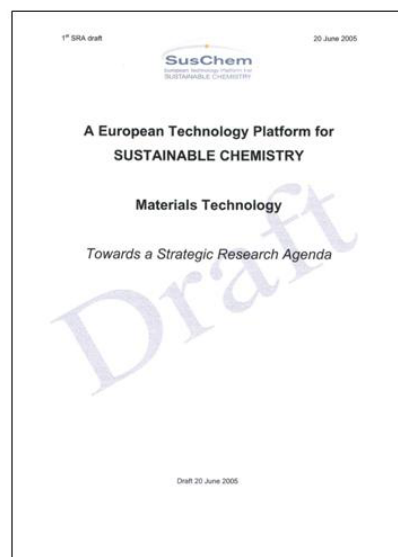 1st SRA draft
20 June 2005
SusChem
European Technology Platform for
SUSTAINABLE CHEMISTRY
A European Technology Platform for
SUSTAINABLE CHEMISTRY
Materials Technology
Towards a Strategic Research Agenda
Draft
Draft 20 June 2005